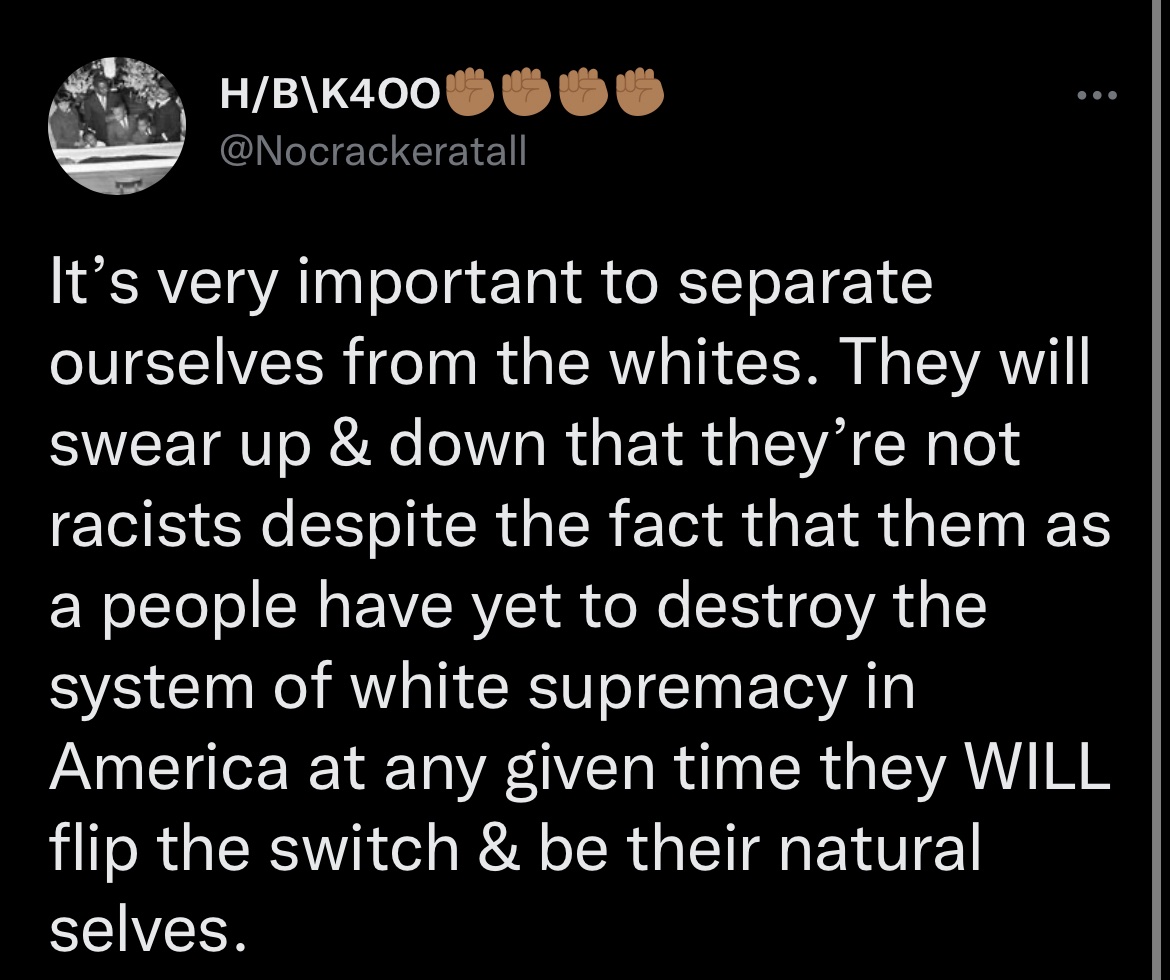 H/B\K4OO✊🏽✊🏽✊🏽✊🏽
@Nocrackeratall
It’s very important to separate
ourselves from the whites. They will
swear up & down that they’re not
racists despite the fact that them as
a people have yet to destroy the
system of white supremacy in
America at any given time they WILL
flip the switch & be their natural
selves.